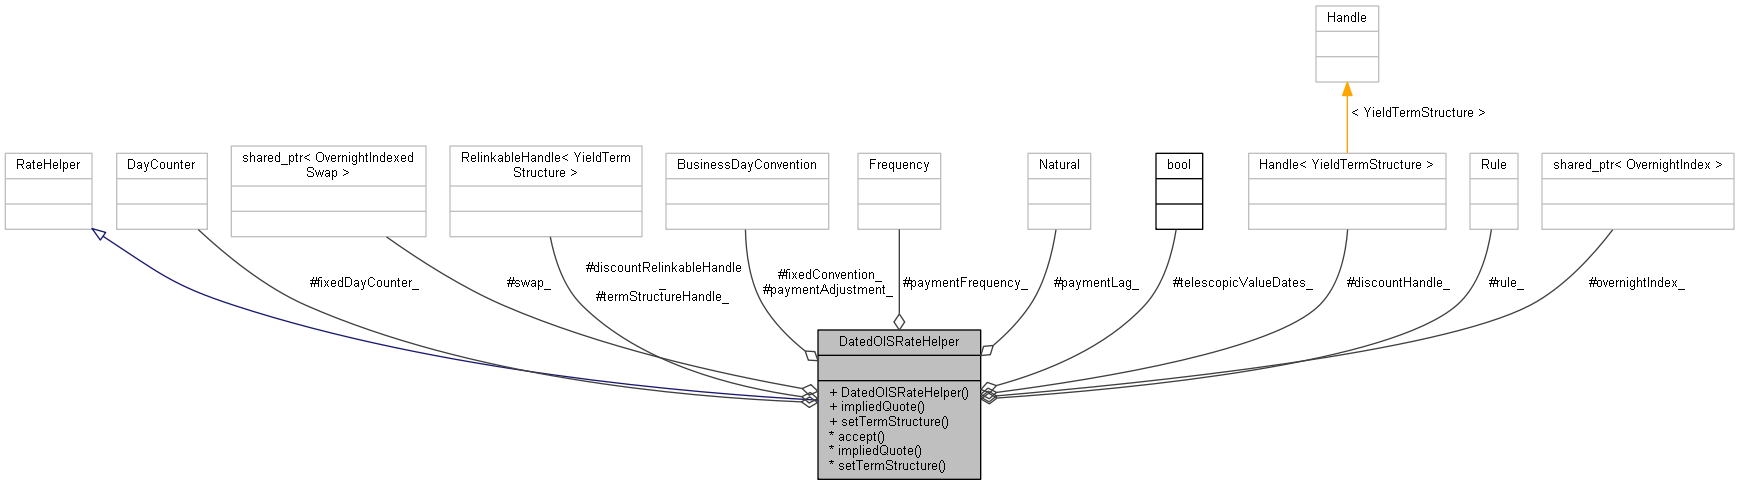 Handle
< YieldTermStructure >
RateHelper
DayCounter
shared_ptr< OvernightIndexed
Swap >
RelinkableHandle< YieldTerm
Structure >
BusinessDayConvention
Frequency
Natural
bool
Handle< YieldTermStructure >
Rule
shared_ptr< OvernightIndex >
#fixedDayCounter_
#swap_
#discountRelinkableHandle
_
#termStructureHandle_
#fixedConvention_
#paymentAdjustment_
#paymentFrequency_
#paymentLag_
#telescopicValueDates_
#discountHandle_
#rule_
#overnightIndex_
DatedOISRateHelper
+ DatedOISRateHelper()
+ impliedQuote()
+ setTermStructure()
* accept()
* impliedQuote()
* setTermStructure()